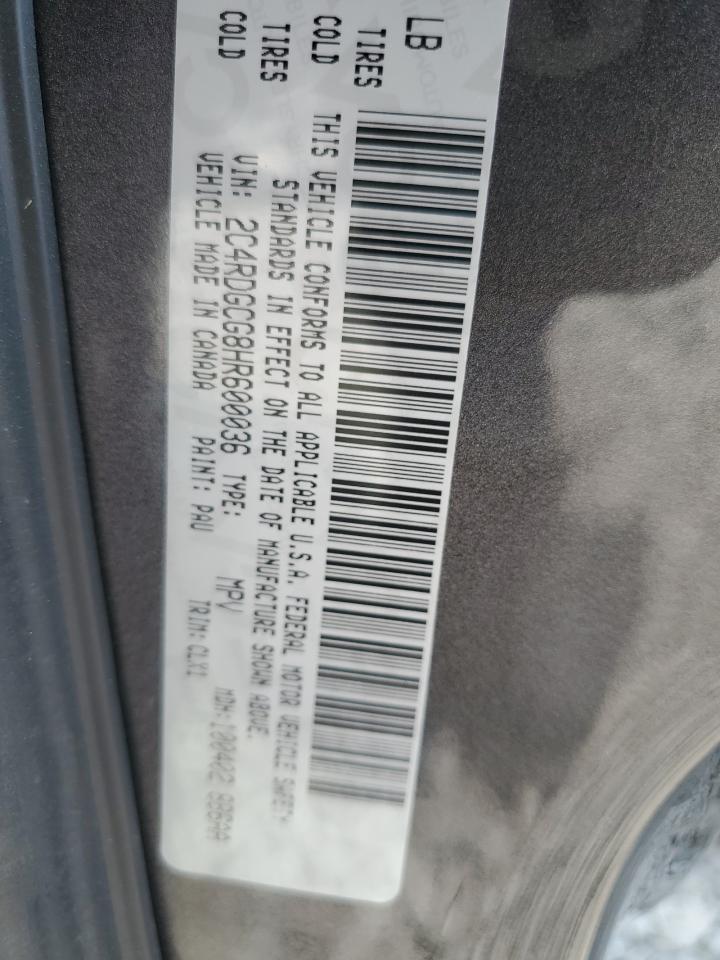 LB
TIRES
COLD
TIRES
COLD
THIS VEHICLE CONFORMS TO ALL APPLICABLE U.S.A. FEDERAL MOTOR VEHICLE SAFETY
STANDARDS IN EFFECT ON THE DATE OF MANUFACTURE SHOWN ABOVE.
VIN: 2C4RDGCG8HR600036 TYPE: MPV MDH:
VEHICLE MADE IN CANADA PAINT: PAU TRIM: CLX1